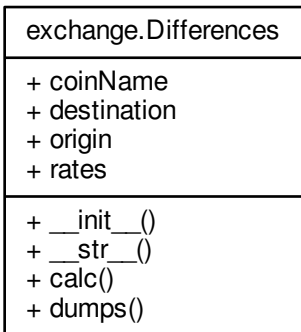 exchange.Differences
+ coinName
+ destination
+ origin
+ rates
+ __init__()
+ __str__()
+ calc()
+ dumps()